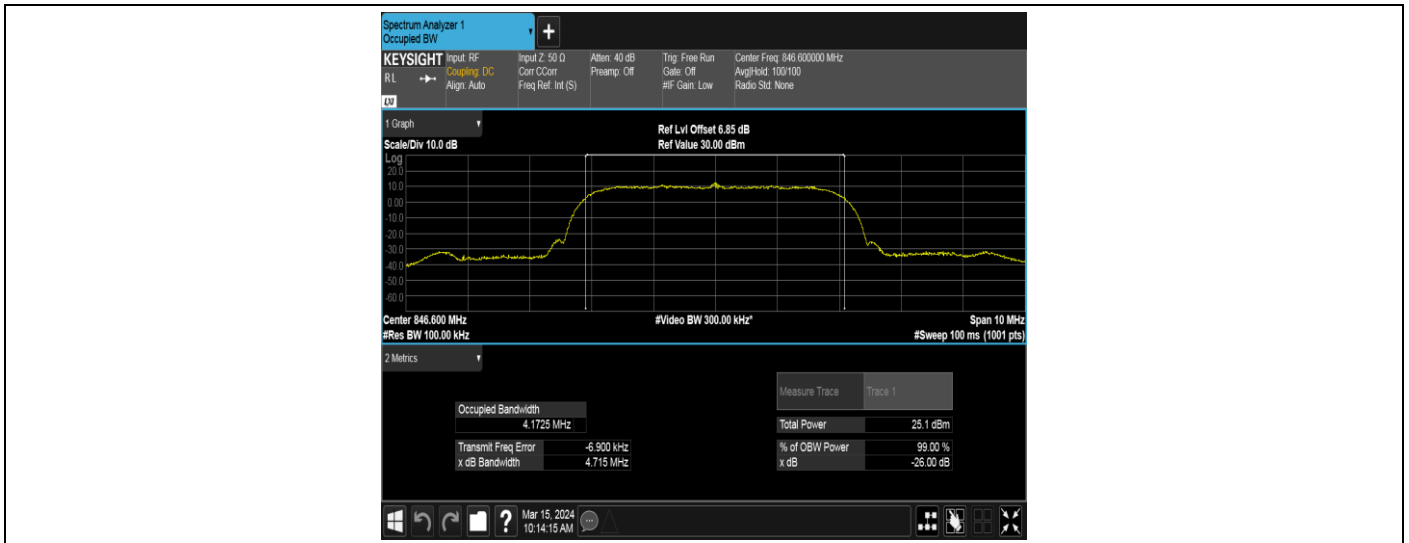 Spectrum Analyzer 1
Occupied BW
+
KEYSIGHT Input: RF Input Z: 50 Ω Atten: 40 dB Trig: Free Run Center Freq: 846.600000 MHz
RL Coupling: DC Corr CCorr Preamp: Off Gate: Off Avg|Hold: 100/100
Align: Auto Freq Ref: Int (S) #IF Gain: Low Radio Std: None
LXI
1 Graph Ref Lvl Offset 6.85 dB
Scale/Div 10.0 dB Ref Value 30.00 dBm
Log
20.0
10.0
0.00
-10.0
-20.0
-30.0
-40.0
-50.0
-60.0
Center 846.600 MHz #Video BW 300.00 kHz* Span 10 MHz
#Res BW 100.00 kHz #Sweep 100 ms (1001 pts)
2 Metrics
Measure Trace Trace 1
Occupied Bandwidth
4.1725 MHz Total Power 25.1 dBm
Transmit Freq Error -6.900 kHz % of OBW Power 99.00 %
x dB Bandwidth 4.715 MHz x dB -26.00 dB
? Mar 15, 2024
10:14:15 AM